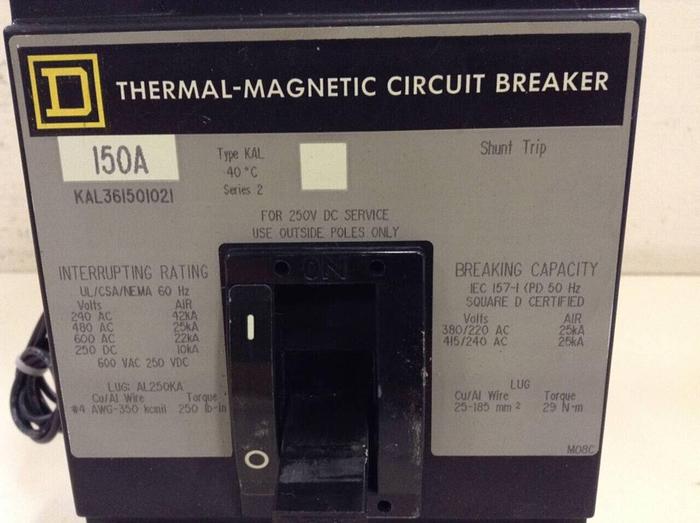 D
THERMAL-MAGNETIC CIRCUIT BREAKER
150A
KAL361501021
Type KAL
40 °C
Series 2
Shunt Trip
FOR 250V DC SERVICE
USE OUTSIDE POLES ONLY
INTERRUPTING RATING
UL/CSA/NEMA 60 Hz
Volts AIR
240 AC 42kA
480 AC 25kA
600 AC 22kA
250 DC 10kA
600 VAC 250 VDC
LUG: AL250KA
Cu/Al Wire Torque
#4 AWG-350 kcmil 250 lb-in
ON
I
O
BREAKING CAPACITY
IEC 157-1 (P1) 50 Hz
SQUARE D CERTIFIED
Volts AIR
380/220 AC 25kA
415/240 AC 25kA
LUG
Cu/Al Wire Torque
25-185 mm² 29 N-m
M08C